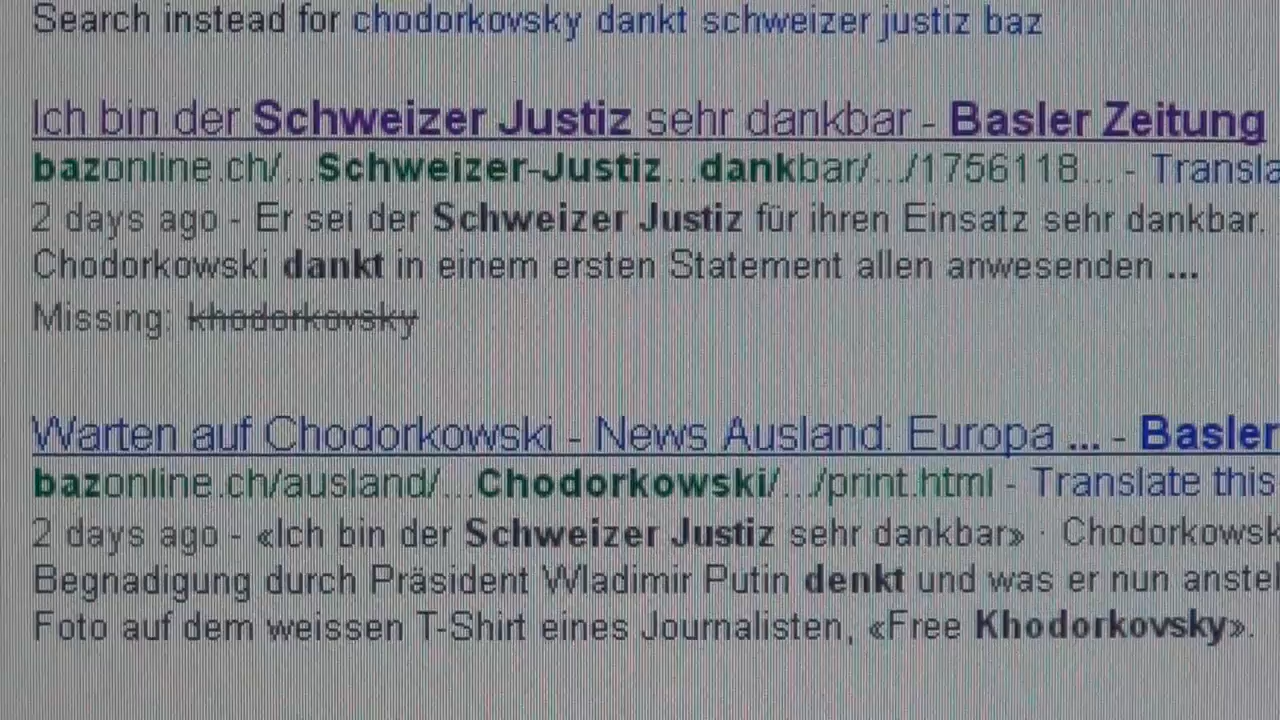 Search instead for chodorkovsky dankt schweizer justiz baz
Ich bin der Schweizer Justiz sehr dankbar - Basler Zeitung
bazonline.ch/...Schweizer-Justiz...dankbar/.../1756118... - Transla
2 days ago - Er sei der Schweizer Justiz für ihren Einsatz sehr dankbar.
Chodorkowski dankt in einem ersten Statement allen anwesenden ...
Missing: khodorkovsky
Warten auf Chodorkowski - News Ausland: Europa ... - Basler
bazonline.ch/ausland/...Chodorkowski/.../print.html - Translate this
2 days ago - «Ich bin der Schweizer Justiz sehr dankbar» · Chodorkowsk
Begnadigung durch Präsident Wladimir Putin denkt und was er nun anstel
Foto auf dem weissen T-Shirt eines Journalisten, «Free Khodorkovsky».